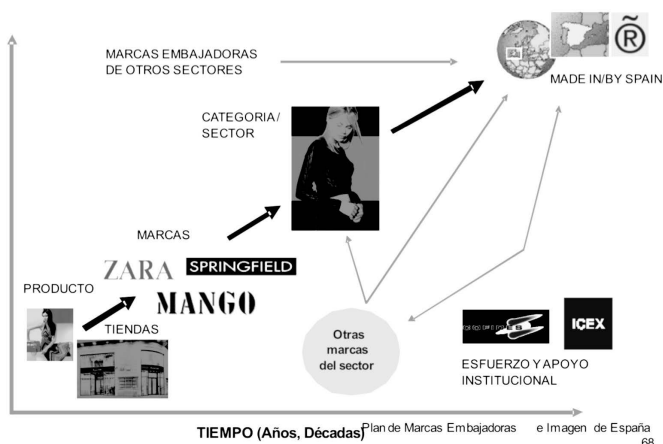 MARCAS EMBAJADORAS
DE OTROS SECTORES
R̃
MADE IN/BY SPAIN
CATEGORIA/
SECTOR
MARCAS
ZARA
SPRINGFIELD
MANGO
PRODUCTO
TIENDAS
Otras
marcas
del sector
ICEX
ESFUERZO Y APOYO
INSTITUCIONAL
TIEMPO (Años, Décadas)
Plan de Marcas Embajadoras e Imagen de España
68